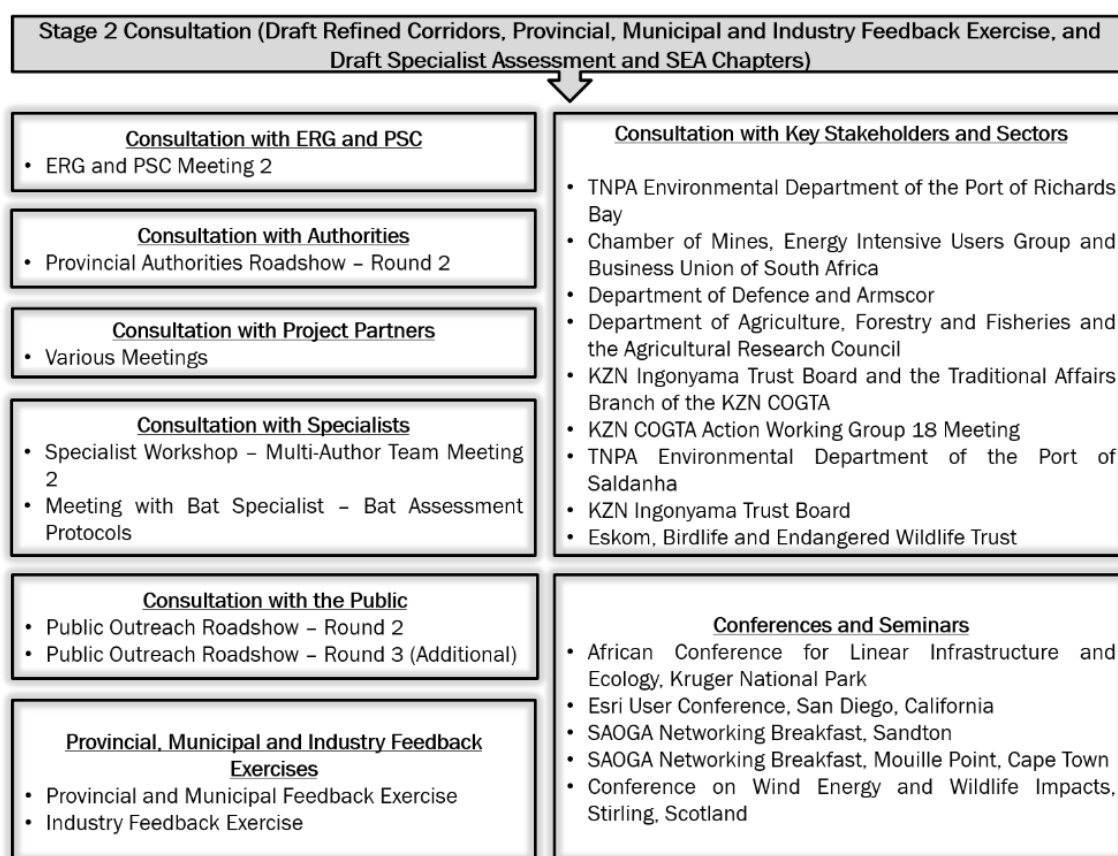 Stage 2 Consultation (Draft Refined Corridors, Provincial, Municipal and Industry Feedback Exercise, and
Draft Specialist Assessment and SEA Chapters)
Consultation with ERG and PSC
• ERG and PSC Meeting 2
Consultation with Authorities
• Provincial Authorities Roadshow – Round 2
Consultation with Project Partners
• Various Meetings
Consultation with Specialists
• Specialist Workshop – Multi-Author Team Meeting
2
• Meeting with Bat Specialist – Bat Assessment
Protocols
Consultation with the Public
• Public Outreach Roadshow – Round 2
• Public Outreach Roadshow – Round 3 (Additional)
Provincial, Municipal and Industry Feedback
Exercises
• Provincial and Municipal Feedback Exercise
• Industry Feedback Exercise
Consultation with Key Stakeholders and Sectors
• TNPA Environmental Department of the Port of Richards
Bay
• Chamber of Mines, Energy Intensive Users Group and
Business Union of South Africa
• Department of Defence and Armscor
• Department of Agriculture, Forestry and Fisheries and
the Agricultural Research Council
• KZN Ingonyama Trust Board and the Traditional Affairs
Branch of the KZN COGTA
• KZN COGTA Action Working Group 18 Meeting
• TNPA Environmental Department of the Port of
Saldanha
• KZN Ingonyama Trust Board
• Eskom, Birdlife and Endangered Wildlife Trust
Conferences and Seminars
• African Conference for Linear Infrastructure and
Ecology, Kruger National Park
• Esri User Conference, San Diego, California
• SAOGA Networking Breakfast, Sandton
• SAOGA Networking Breakfast, Mouille Point, Cape Town
• Conference on Wind Energy and Wildlife Impacts,
Stirling, Scotland